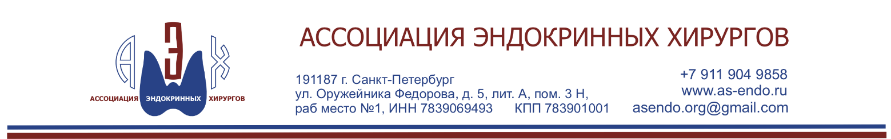 АЭХ
АССОЦИАЦИЯ ЭНДОКРИННЫХ ХИРУРГОВ
АССОЦИАЦИЯ ЭНДОКРИННЫХ ХИРУРГОВ
191187 г. Санкт-Петербург
ул. Оружейника Федорова, д. 5, лит. А, пом. 3 Н,
раб место №1, ИНН 7839069493 КПП 783901001
+7 911 904 9858
www.as-endo.ru
asendo.org@gmail.com